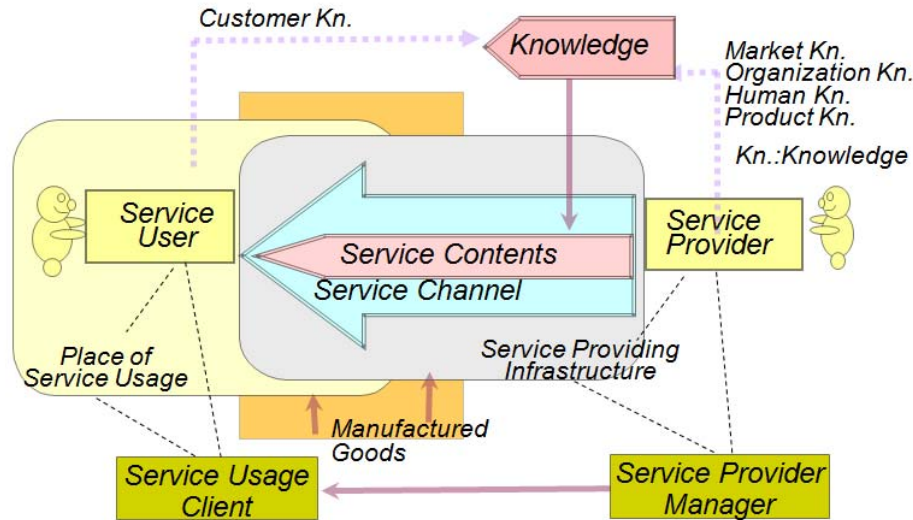 Customer Kn.
Knowledge
Market Kn.
Organization Kn.
Human Kn.
Product Kn.
Kn.:Knowledge
Service
User
Service
Provider
Service Contents
Service Channel
Place of
Service Usage
Service Providing
Infrastructure
Manufactured
Goods
Service Usage
Client
Service Provider
Manager